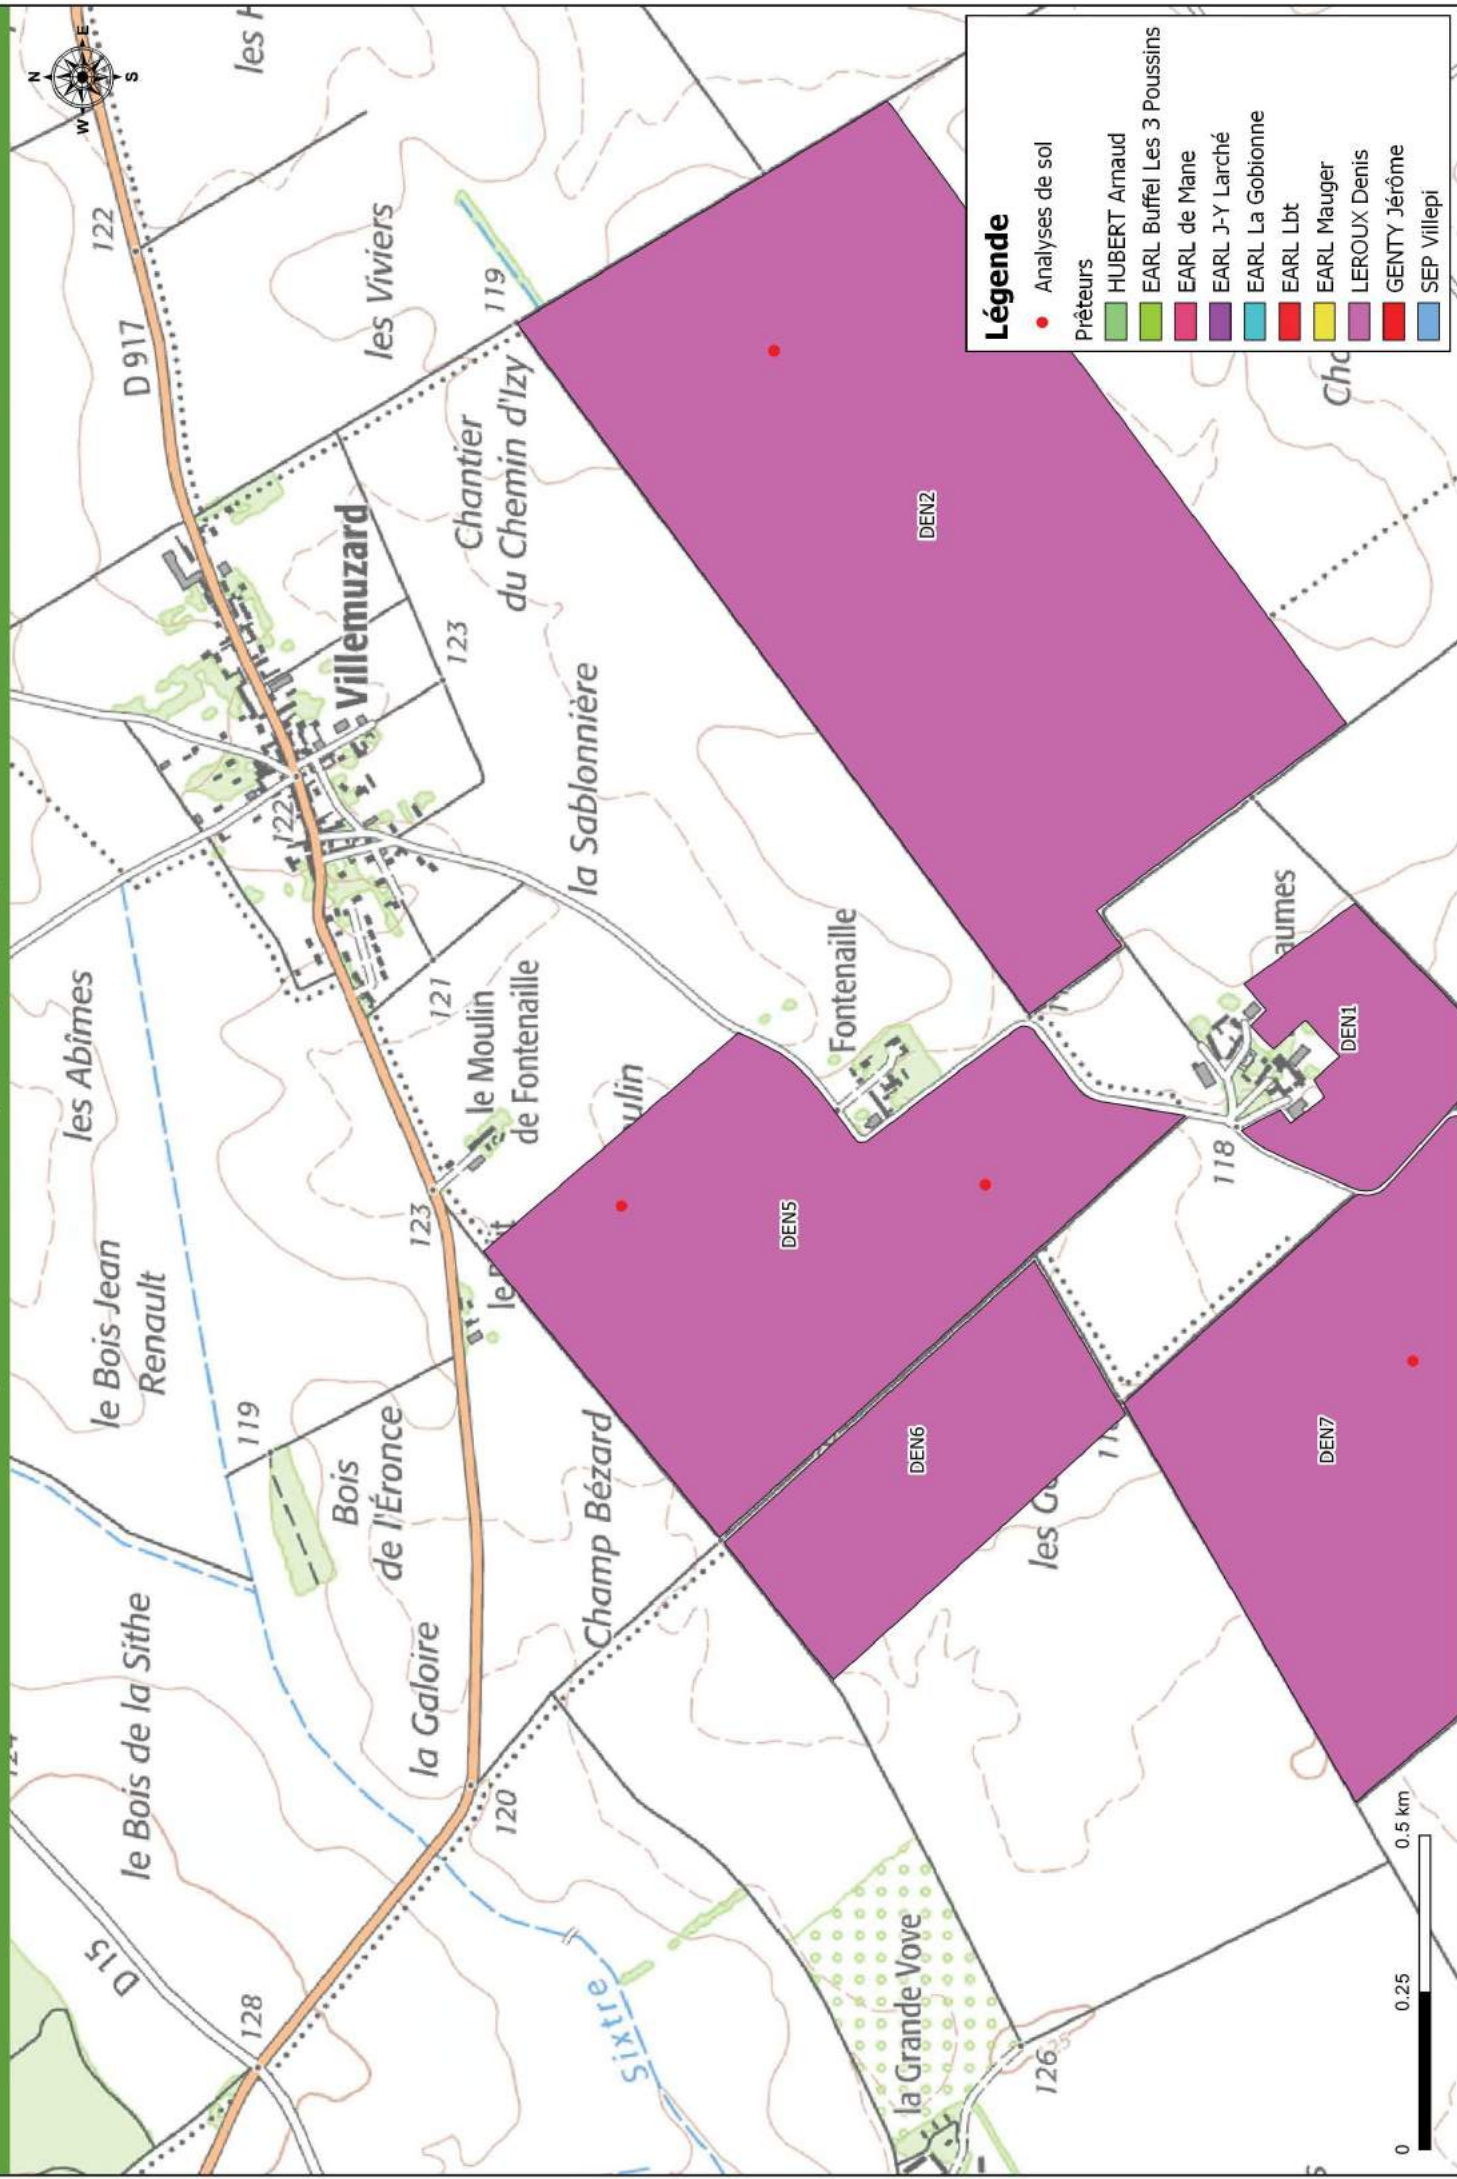 N
W
E
S
D 917
122
les Viviers
119
Villemuzard
Chantier
du Chemin d'Izy
123
122
la Sablonnière
les Abîmes
121
le Moulin
de Fontenaille
Fontenaille
ulin
le Bois Jean
Renault
123
119
Bois
de l'Éronce
Champ Bézard
le Bois de la Sithe
la Galoire
120
D 15
128
Sixtre
la Grande Vove
126
118
aumes
DEN2
DEN5
DEN1
DEN6
DEN7
les
Légende
Analyses de sol
Prêteurs
HUBERT Arnaud
EARL Buffel Les 3 Poussins
EARL de Mane
EARL J-Y Larché
EARL La Gobionne
EARL Lbt
EARL Mauger
LEROUX Denis
GENTY Jérôme
SEP Villepi
0
0.25
0.5 km